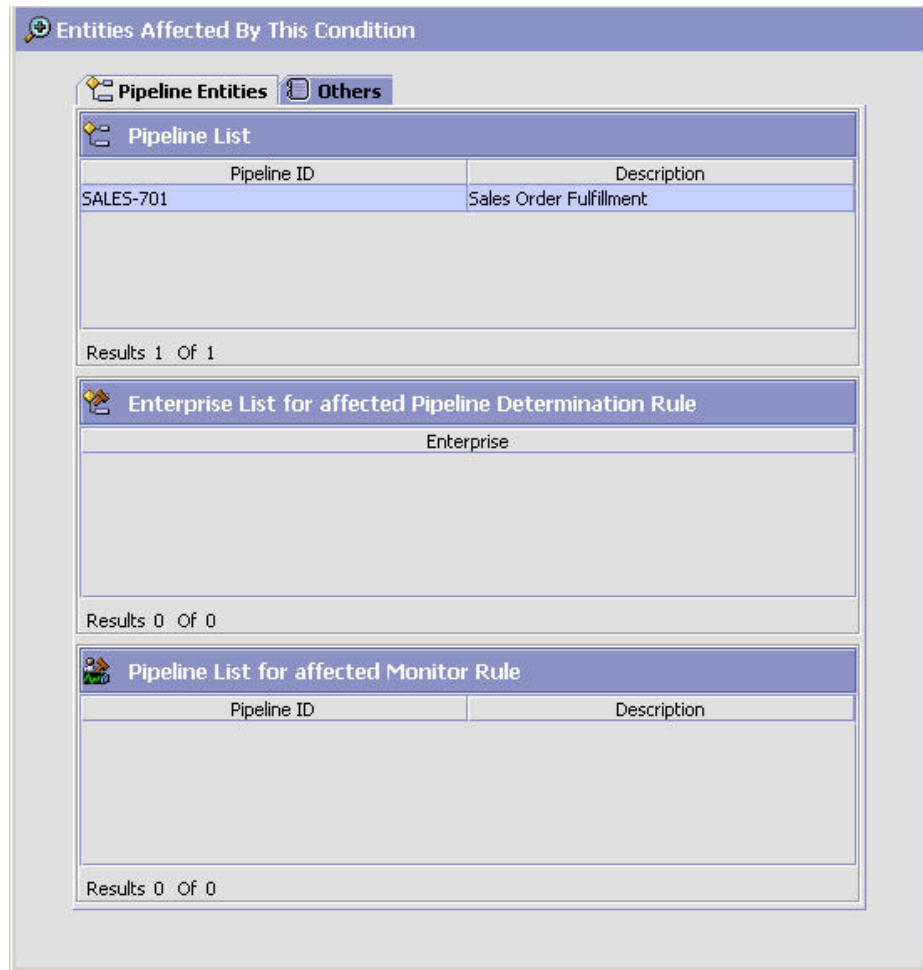 Entities Affected By This Condition
Pipeline Entities Others
Pipeline List
Pipeline ID Description
SALES-701 Sales Order Fulfillment
Results 1 Of 1
Enterprise List for affected Pipeline Determination Rule
Enterprise
Results 0 Of 0
Pipeline List for affected Monitor Rule
Pipeline ID Description
Results 0 Of 0